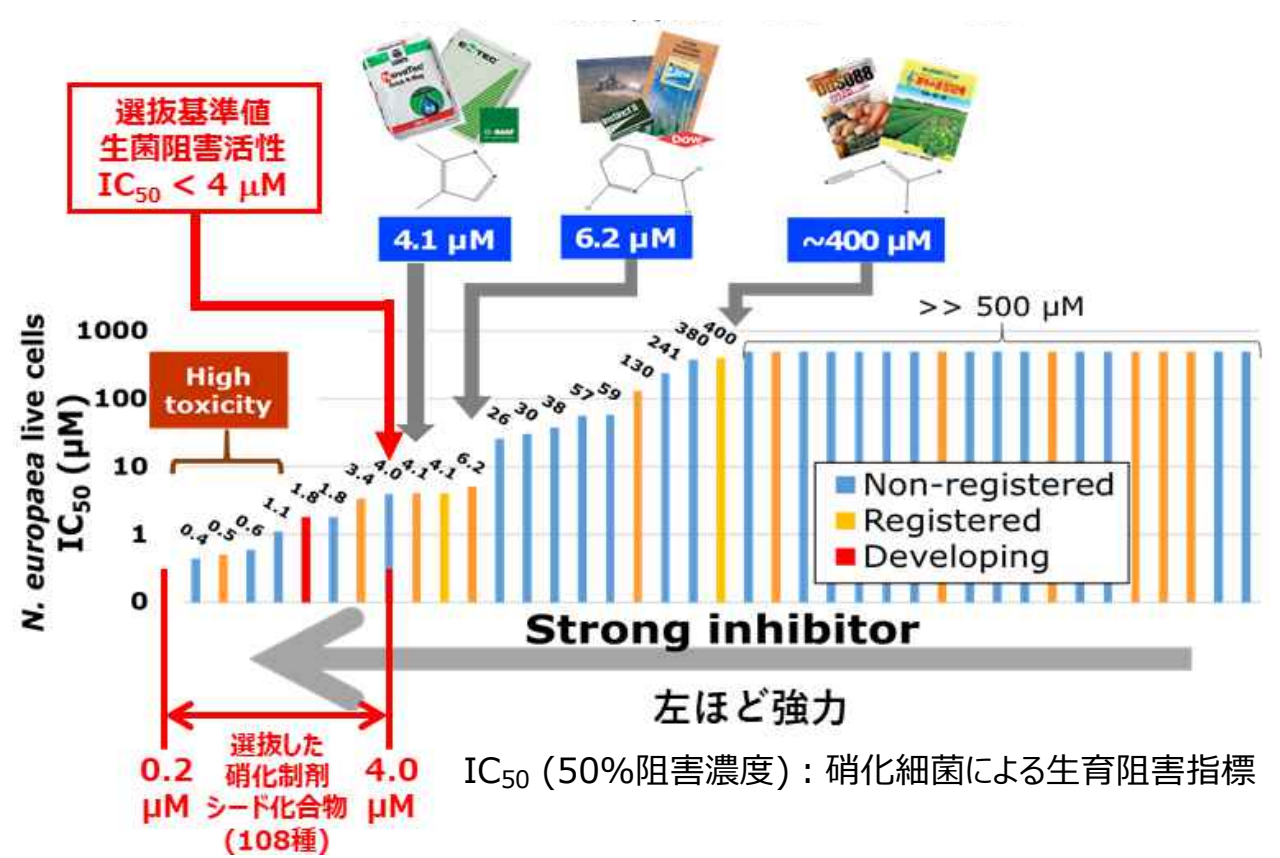 選抜基準値
生菌阻害活性
IC50 < 4 μM
DOW
4.1 μM
6.2 μM
~400 μM
>> 500 μM
N. europaea live cells
IC50 (μM)
1000
100
10
1
0
High
toxicity
0.4
0.5
0.6
1.1
1.8
1.8
3.4
4.0
4.1
4.1
6.2
26
30
38
57
59
130
241
380
400
Non-registered
Registered
Developing
Strong inhibitor
左ほど強力
0.2
μM
選抜した
硝化制剤
シード化合物
(108種)
4.0
μM
IC50 (50%阻害濃度) : 硝化細菌による生育阻害指標